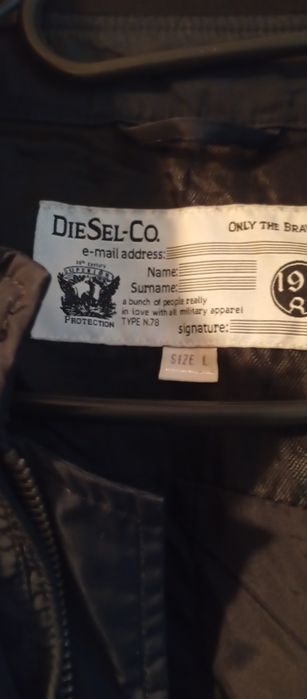 DIESEL-CO.
ONLY THE BRA
e-mail address:
Name:
Surname:
a bunch of people really
in love with all military apparel
TYPE N.78
signature:
SUPERIOR
PROTECTION
19
SIZE L